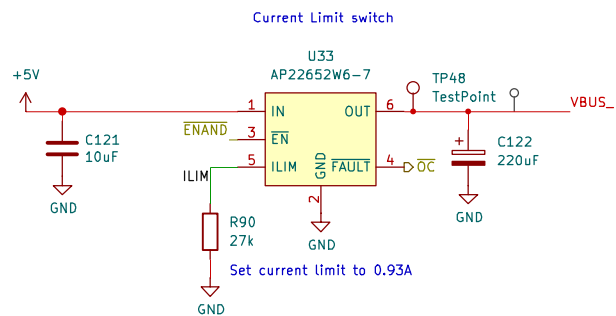 Current Limit switch
U33
AP22652W6-7
+5V
TP48
TestPoint
1
IN
OUT
6
VBUS_
ENAND
3
EN
C121
10uF
C122
220uF
+
5
ILIM
GND
FAULT
4
OC
ILIM
2
GND
GND
GND
R90
27k
Set current limit to 0.93A
GND